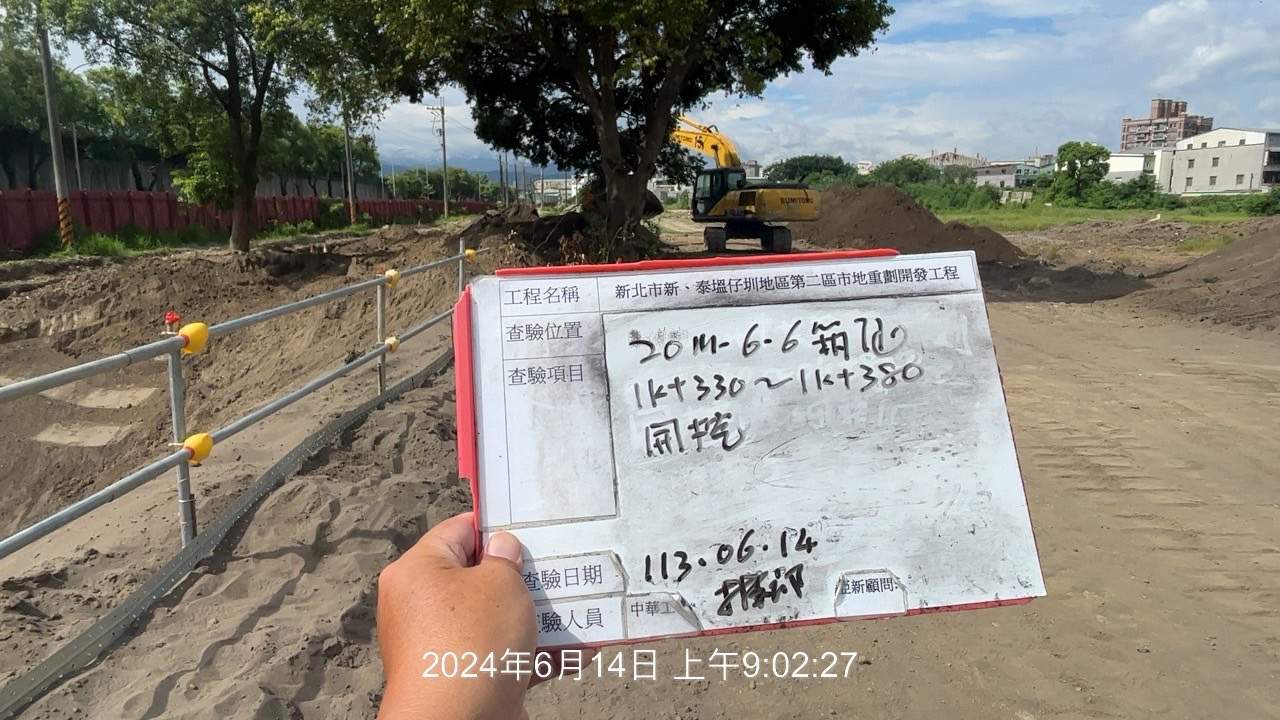 SUMITOMO
工程名稱 新北市新、泰塭仔圳地區第二區市地重劃開發工程
查驗位置
查驗項目
20M-6-6箱涵
1k+330~1k+380
開挖
查驗日期 113.06.14
查驗人員 中華工
亞新顧問:
2024年6月14日 上午9:02:27